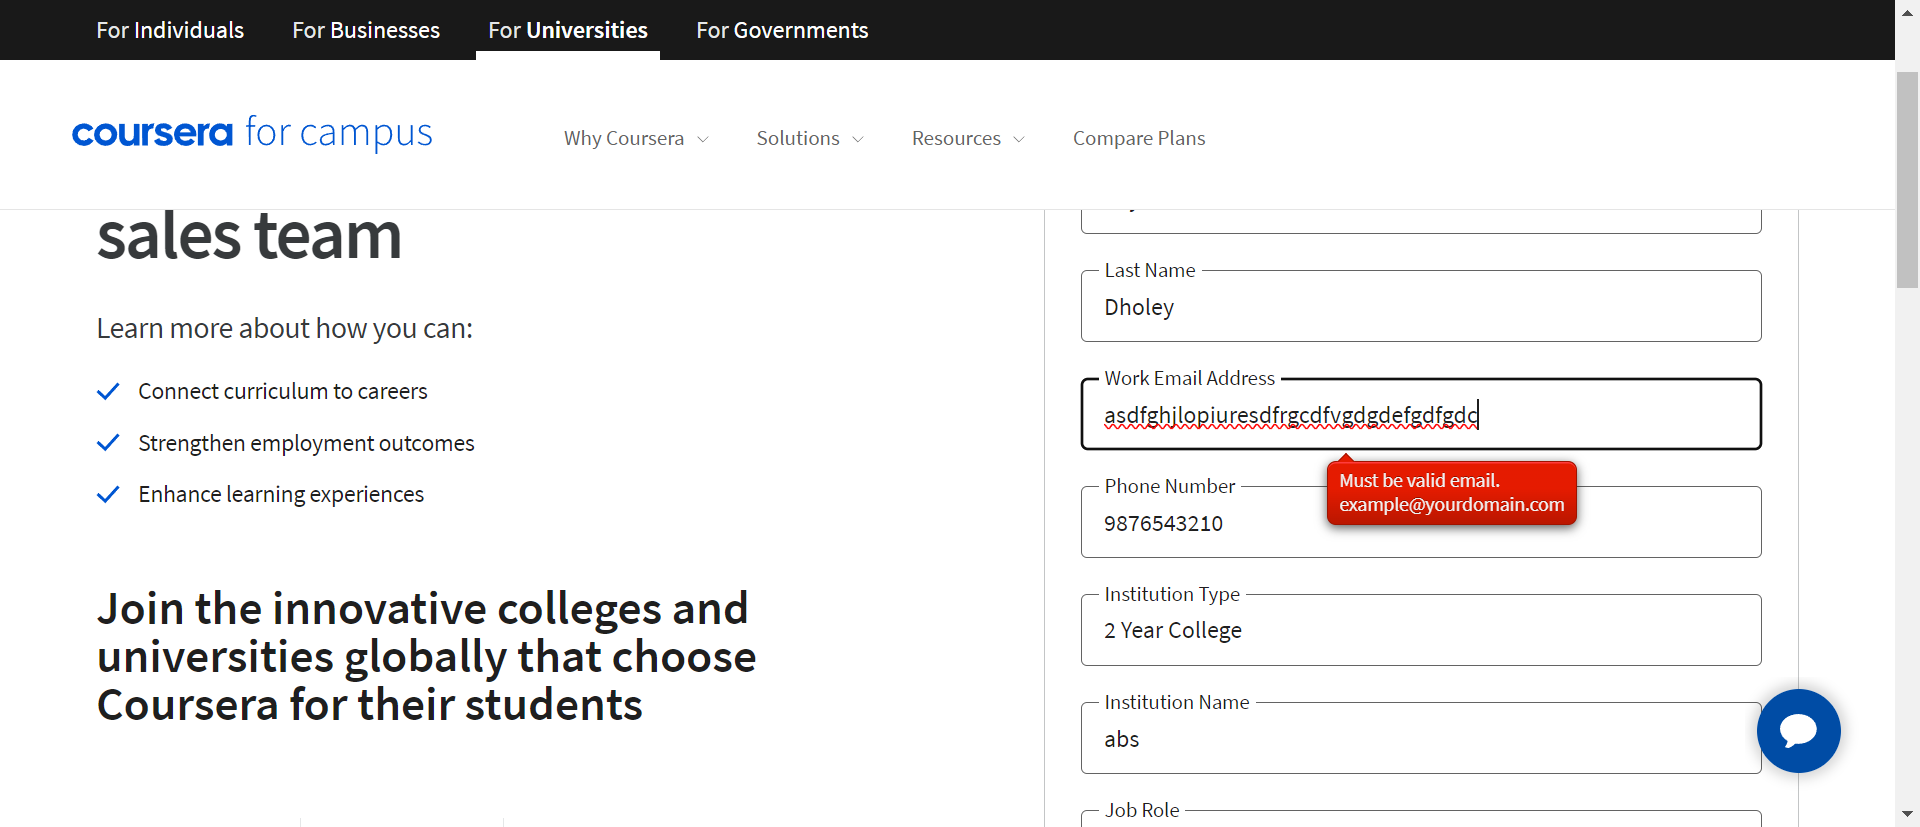 For Individuals
For Businesses
For Universities
For Governments
coursera for campus
Why Coursera
Solutions
Resources
Compare Plans
sales team
Learn more about how you can:
Connect curriculum to careers
Strengthen employment outcomes
Enhance learning experiences
Join the innovative colleges and
universities globally that choose
Coursera for their students
Last Name
Dholey
Work Email Address
asdfghjlopiuresdfrgcdfvgdgdefgdfgdc
Must be valid email.
example@yourdomain.com
Phone Number
9876543210
Institution Type
2 Year College
Institution Name
abs
Job Role